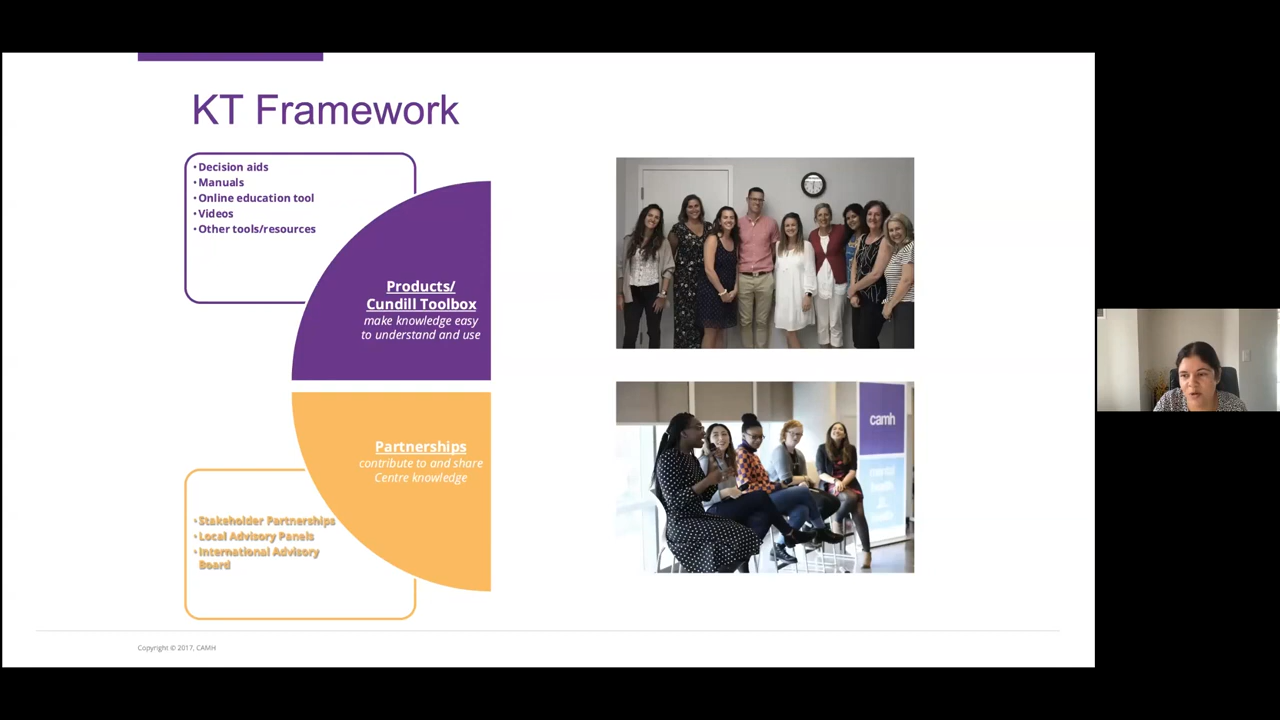 KT Framework
•Decision aids
•Manuals
•Online education tool
•Videos
•Other tools/resources
Products/
Cundill Toolbox
make knowledge easy
to understand and use
Partnerships
contribute to and share
Centre knowledge
•Stakeholder Partnerships
•Local Advisory Panels
•International Advisory
Board
camh
Copyright © 2017, CAMH